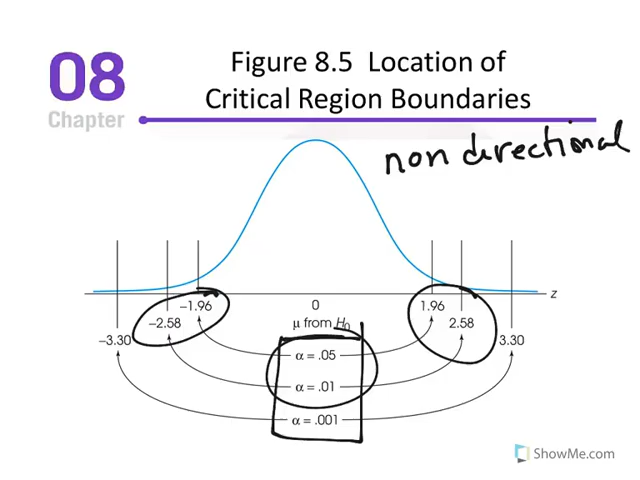 08
Chapter
Figure 8.5 Location of
Critical Region Boundaries
non directional
z
−1.96 0 1.96
−2.58 μ from H₀ 2.58
−3.30 3.30
α = .05
α = .01
α = .001
ShowMe.com